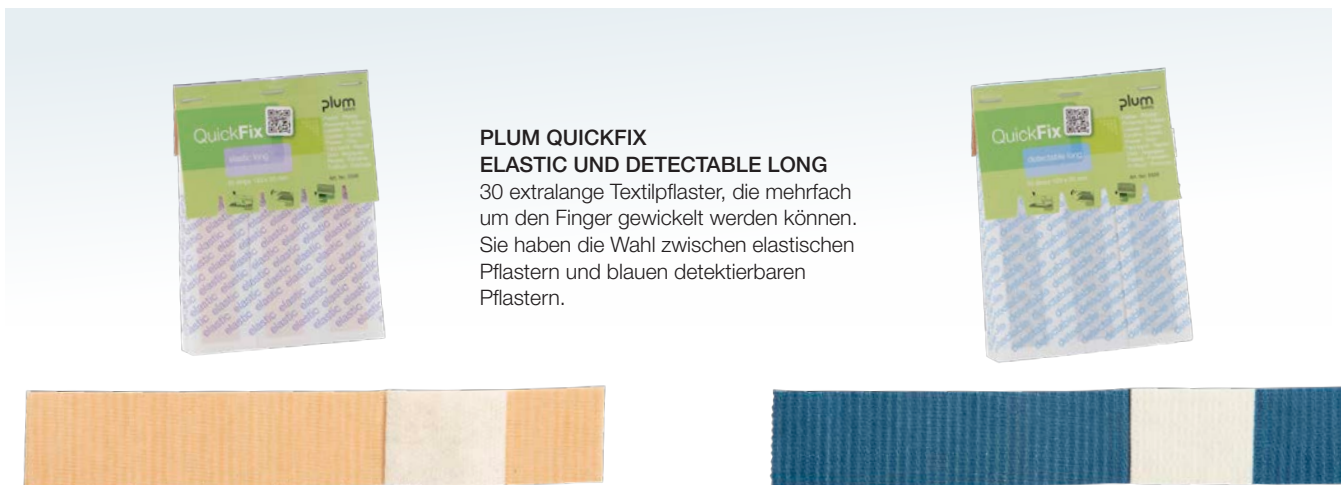 plum
QuickFix
elastic long
PLUM QUICKFIX
ELASTIC UND DETECTABLE LONG
30 extralange Textilpflaster, die mehrfach
um den Finger gewickelt werden können.
Sie haben die Wahl zwischen elastischen
Pflastern und blauen detektierbaren
Pflastern.
plum
QuickFix
detectable long